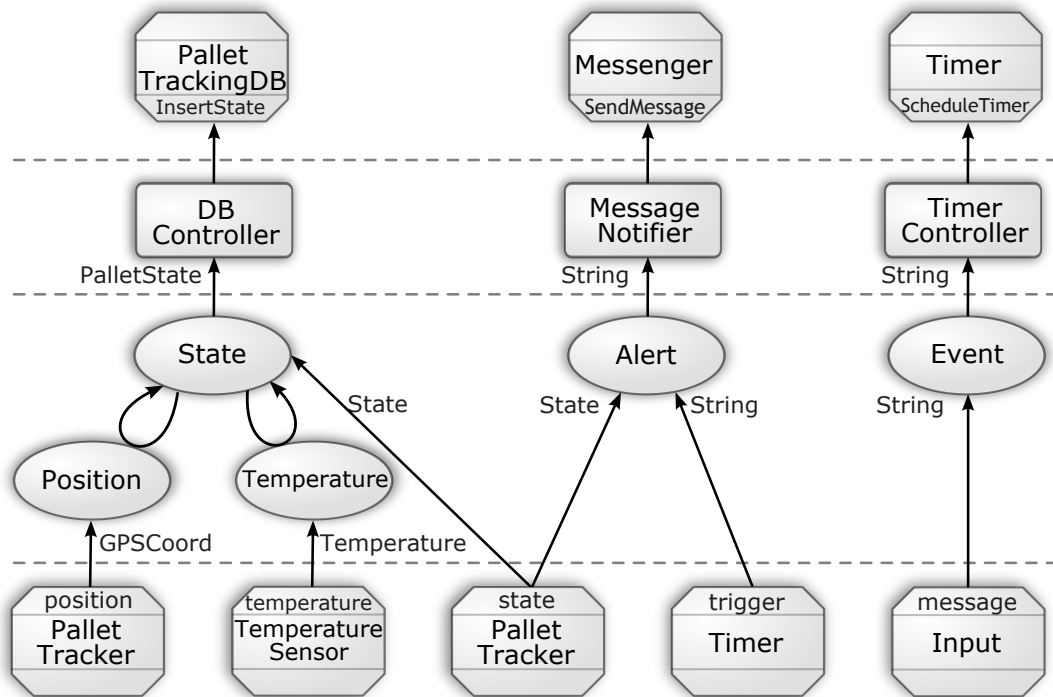 Pallet
TrackingDB
InsertState
Messenger
SendMessage
Timer
ScheduleTimer
DB
Controller
Message
Notifier
Timer
Controller
PalletState
String
String
State
Alert
Event
State
State
String
String
Position
Temperature
GPSCoord
Temperature
position
Pallet
Tracker
temperature
Temperature
Sensor
state
Pallet
Tracker
trigger
Timer
message
Input